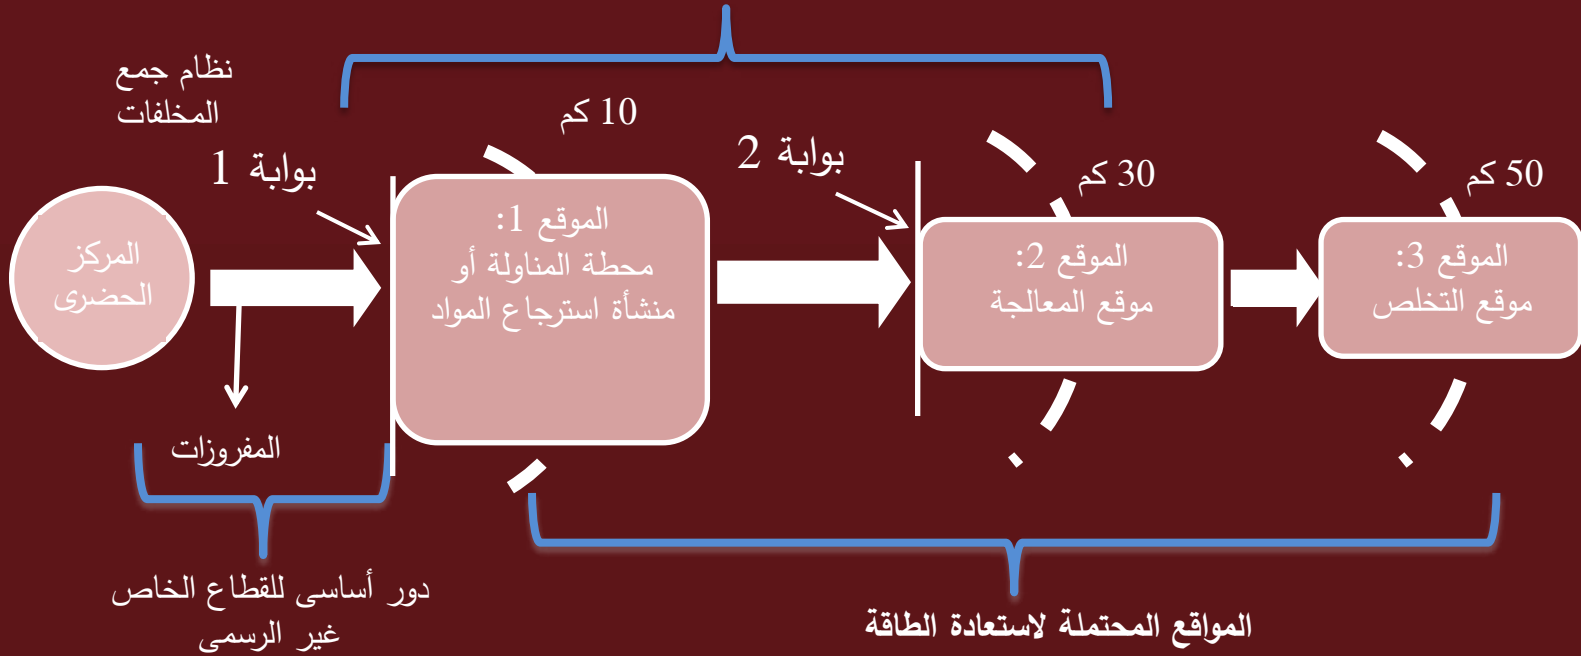 نظام جمع
المخلفات
10 كم
بوابة 1
بوابة 2
30 كم
50 كم
المركز
الحضرى
الموقع 1:
محطة المناولة أو
منشأة استرجاع المواد
الموقع 2:
موقع المعالجة
الموقع 3:
موقع التخلص
المفروزات
دور أساسى للقطاع الخاص
غير الرسمى
المواقع المحتملة لاستعادة الطاقة